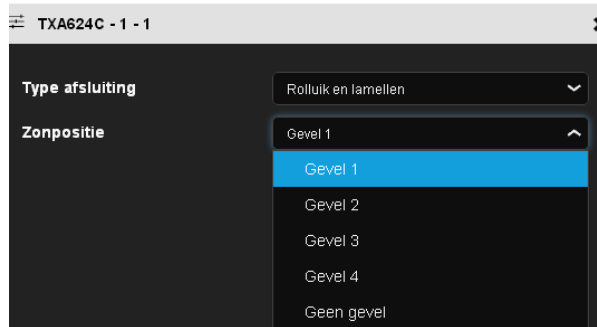 TXA624C - 1 - 1
Type afsluiting
Rolluik en lamellen
Zonpositie
Gevel 1
Gevel 1
Gevel 2
Gevel 3
Gevel 4
Geen gevel